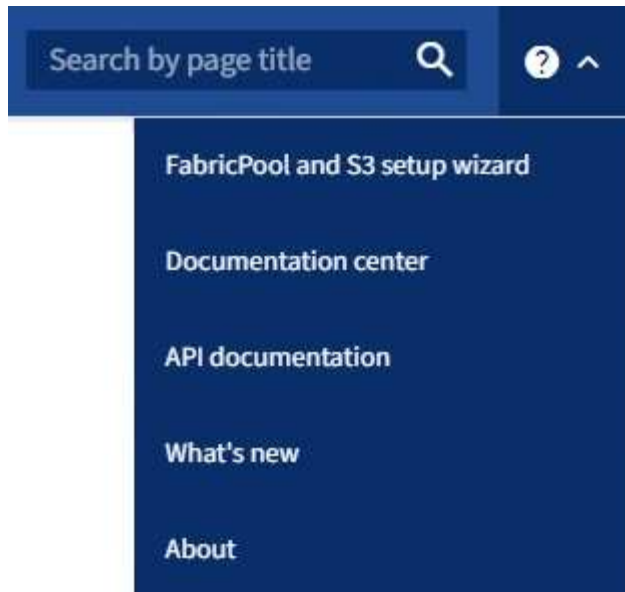 Search by page title
FabricPool and S3 setup wizard
Documentation center
API documentation
What's new
About